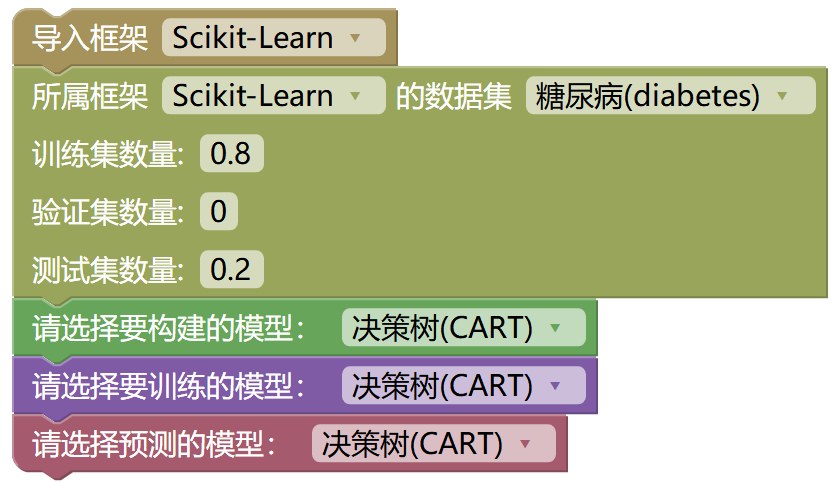 导入框架 Scikit-Learn
所属框架 Scikit-Learn 的数据集 糖尿病(diabetes)
训练集数量: 0.8
验证集数量: 0
测试集数量: 0.2
请选择要构建的模型： 决策树(CART)
请选择要训练的模型： 决策树(CART)
请选择预测的模型： 决策树(CART)